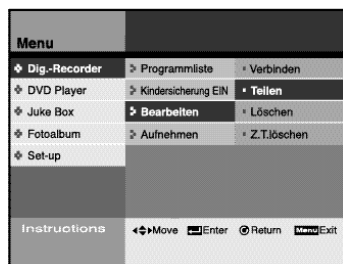 Menu
Dig.-Recorder
Programmliste
Verbinden
DVD Player
Kindersicherung EIN
Teilen
Juke Box
Bearbeiten
Löschen
Fotoalbum
Aufnehmen
Z.T.löschen
Set-up
Instructions
Move
Enter
Return
Menu Exit